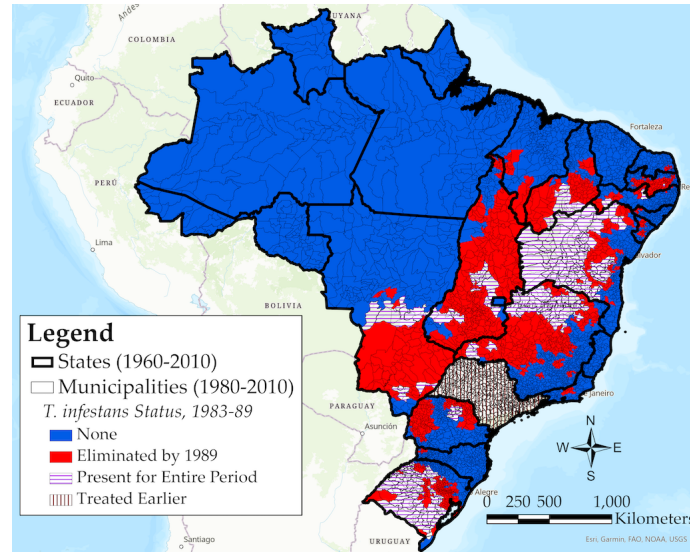 GUYANA
Andes
COLOMBIA
Quito
ECUADOR
Fortaleza
PERÚ
Re
Lima
alvador
BOLIVIA
Legend
States (1960-2010)
Municipalities (1980-2010)
T. infestans Status, 1983-89
None
Eliminated by 1989
Present for Entire Period
Treated Earlier
PARAGUAY
Asunción
e Janeiro
N
W E
S
Alegre
0 250 500 1,000
Kilometers
Santiago
URUGUAY
Esri, Garmin, FAO, NOAA, USGS